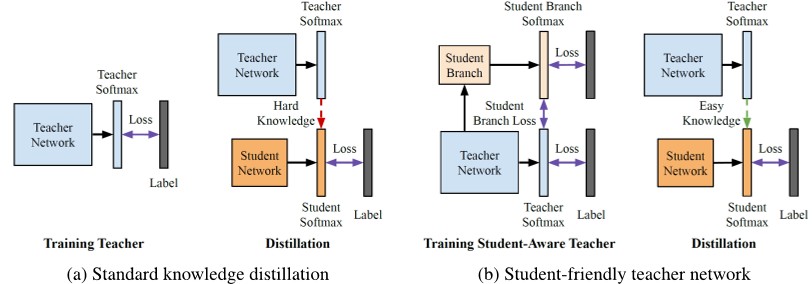 Teacher
Softmax
Teacher
Network
Loss
Label
Training Teacher
Teacher
Softmax
Teacher
Network
Hard
Knowledge
Student
Network
Loss
Student
Softmax
Label
Distillation
(a) Standard knowledge distillation
Student Branch
Softmax
Student
Branch
Loss
Student
Branch Loss
Teacher
Network
Loss
Teacher
Softmax
Label
Training Student-Aware Teacher
Teacher
Softmax
Teacher
Network
Easy
Knowledge
Student
Network
Loss
Student
Softmax
Label
Distillation
(b) Student-friendly teacher network